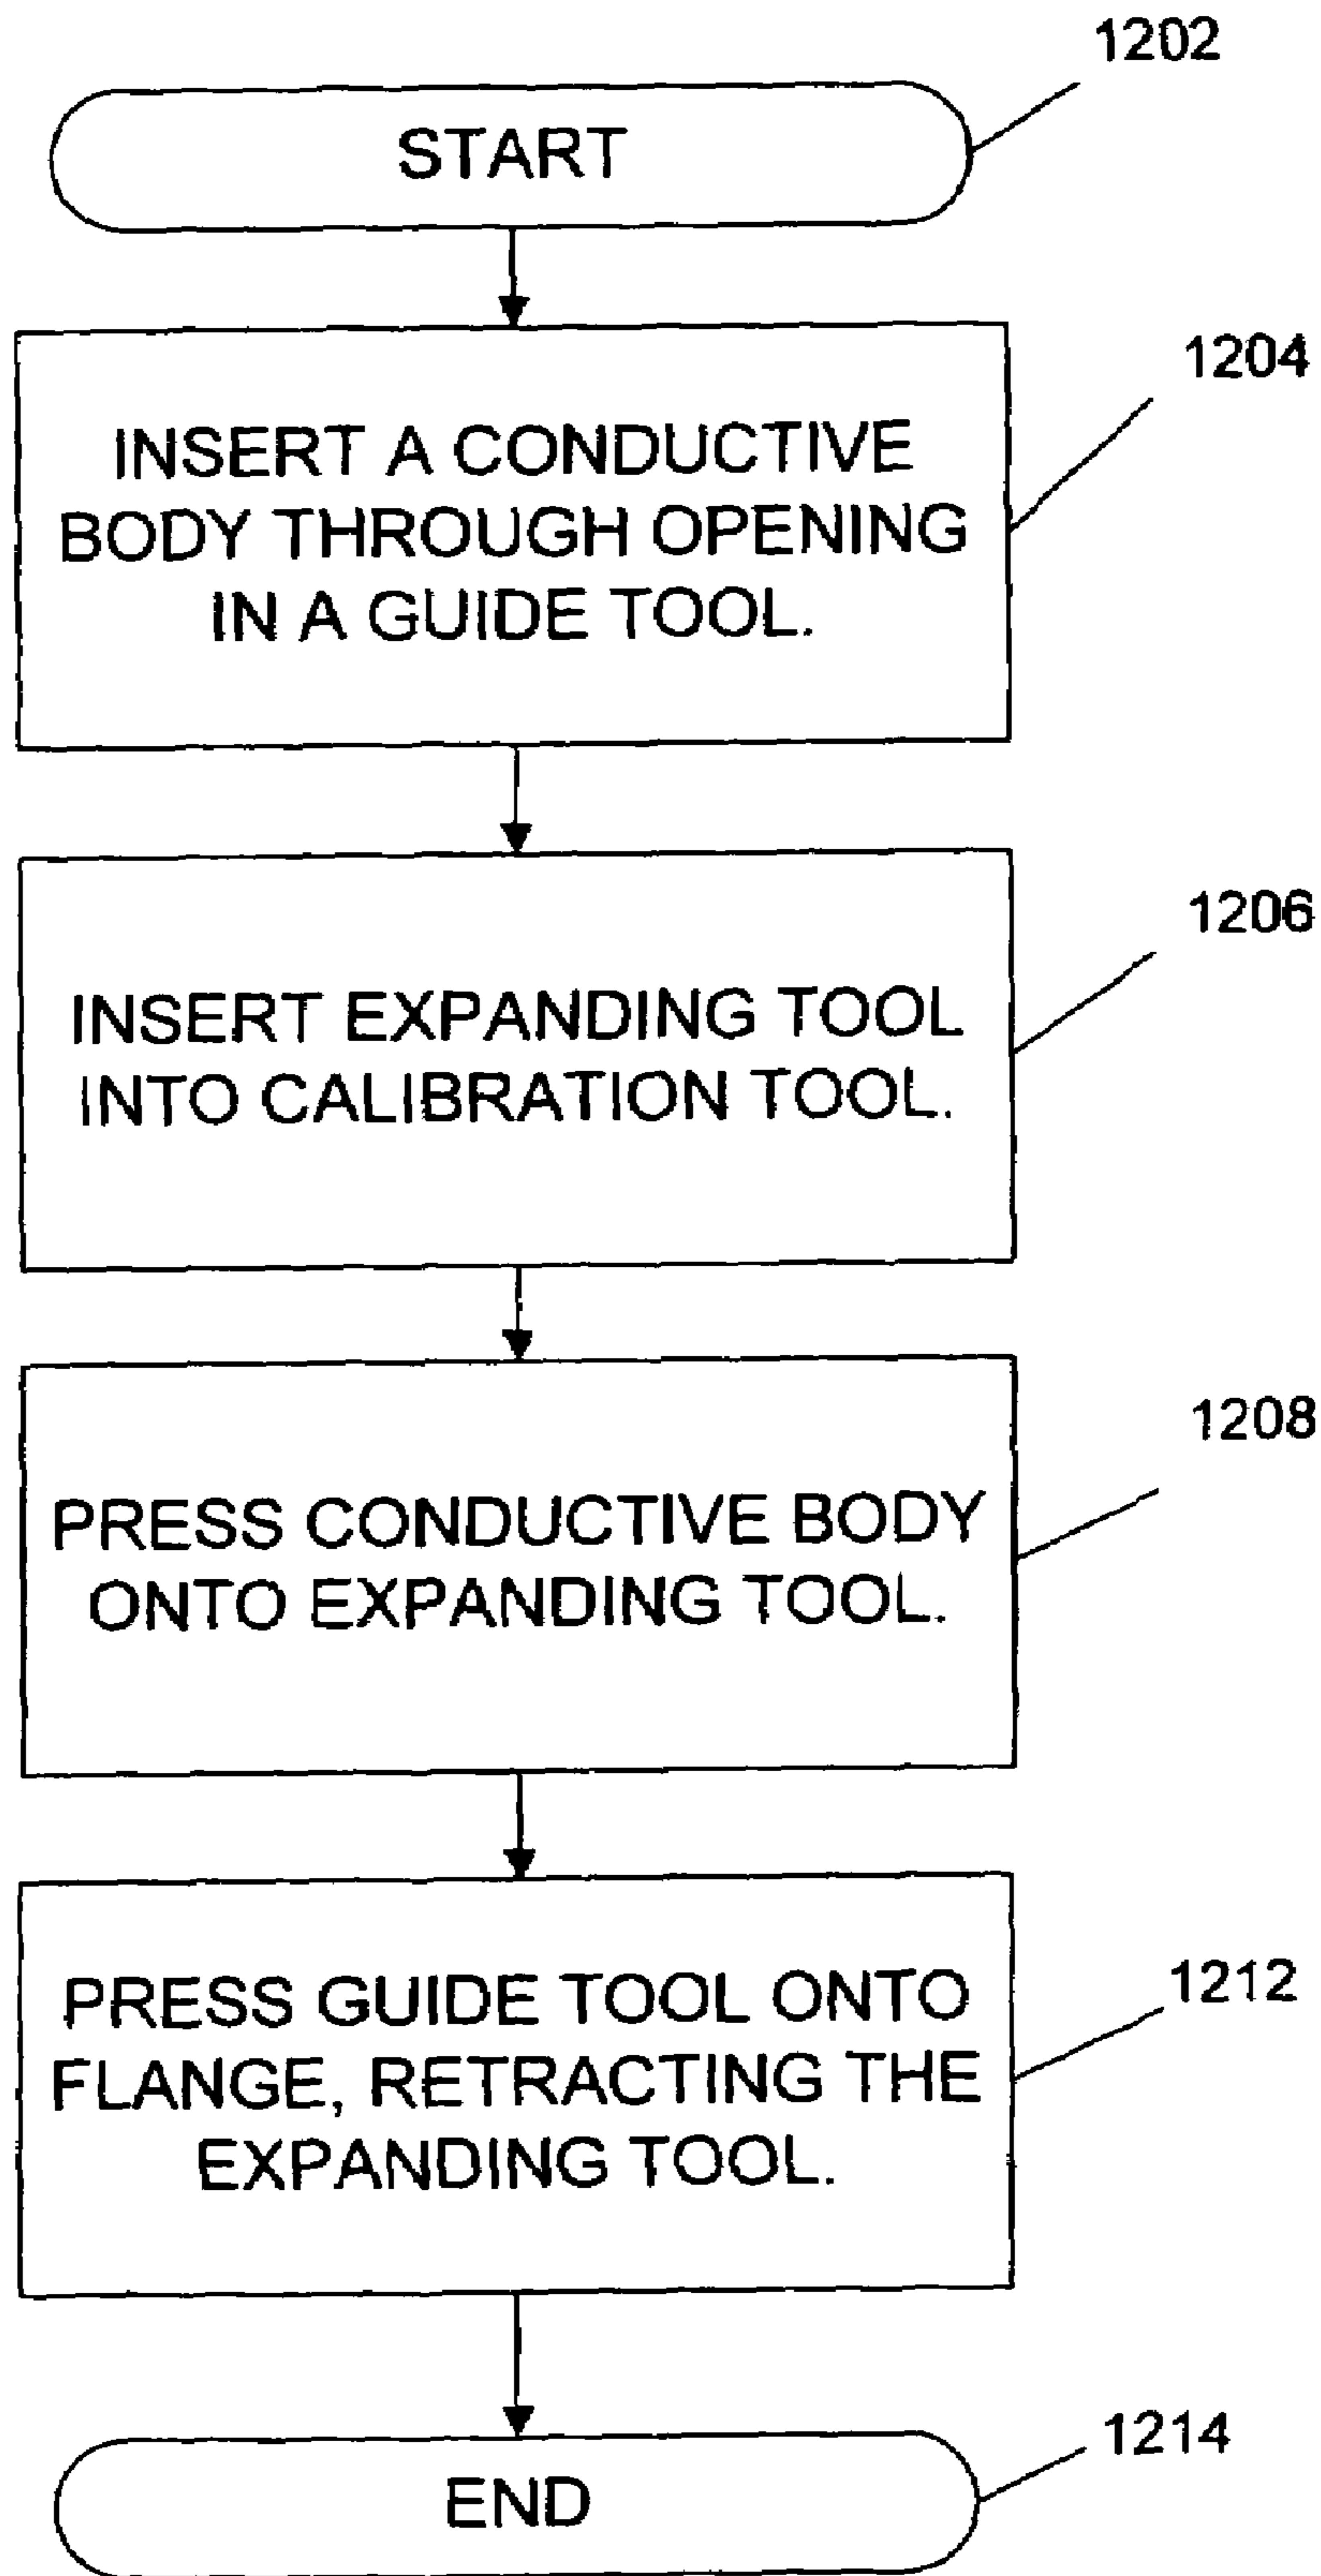 1202
START
1204
INSERT A CONDUCTIVE
BODY THROUGH OPENING
IN A GUIDE TOOL.
1206
INSERT EXPANDING TOOL
INTO CALIBRATION TOOL.
1208
PRESS CONDUCTIVE BODY
ONTO EXPANDING TOOL.
1212
PRESS GUIDE TOOL ONTO
FLANGE, RETRACTING THE
EXPANDING TOOL.
1214
END